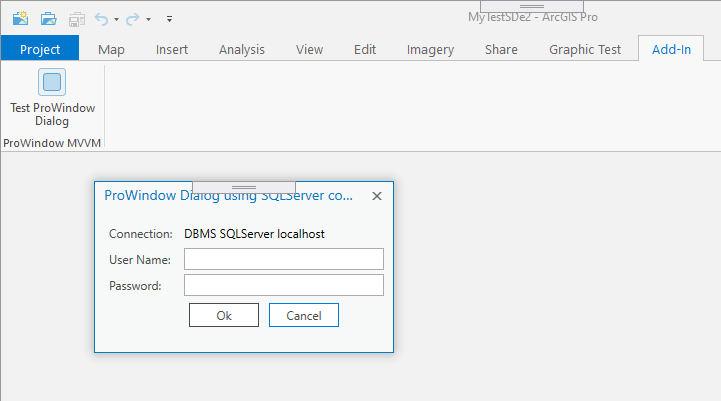 MyTestSDe2 - ArcGIS Pro
Project Map Insert Analysis View Edit Imagery Share Graphic Test Add-In
Test ProWindow
Dialog
ProWindow MVVM
ProWindow Dialog using SQLServer co...
Connection: DBMS SQLServer localhost
User Name:
Password:
Ok Cancel